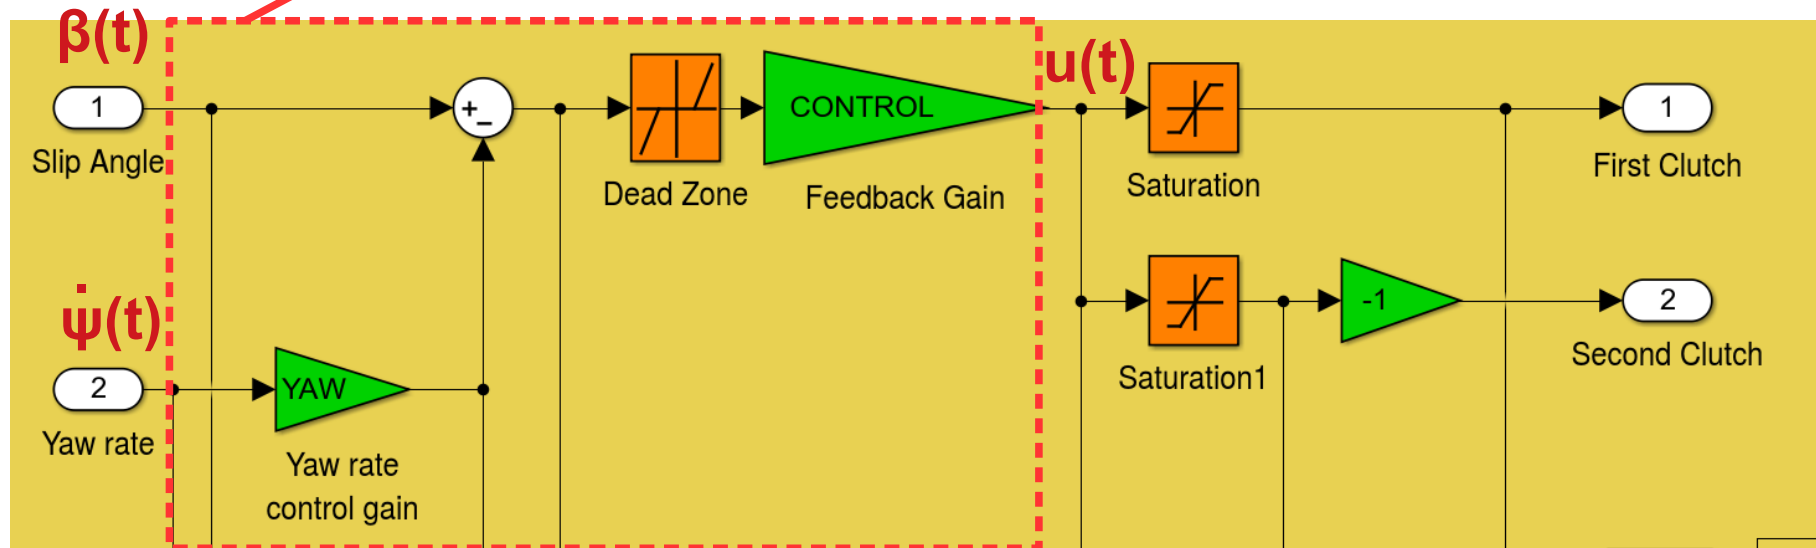 β(t)
u(t)
1
+
−
CONTROL
1
Slip Angle
Dead Zone
Feedback Gain
Saturation
First Clutch
ψ̇(t)
-1
2
Second Clutch
2
YAW
Saturation1
Yaw rate
Yaw rate
control gain